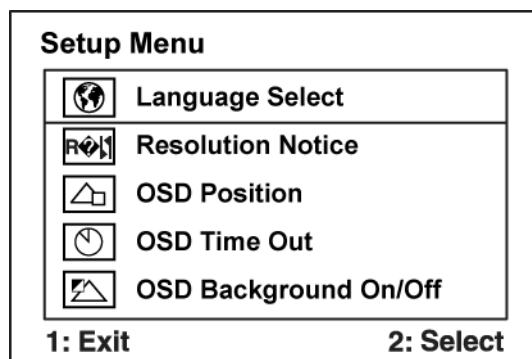 Setup Menu
Language Select
Resolution Notice
OSD Position
OSD Time Out
OSD Background On/Off
1: Exit 2: Select